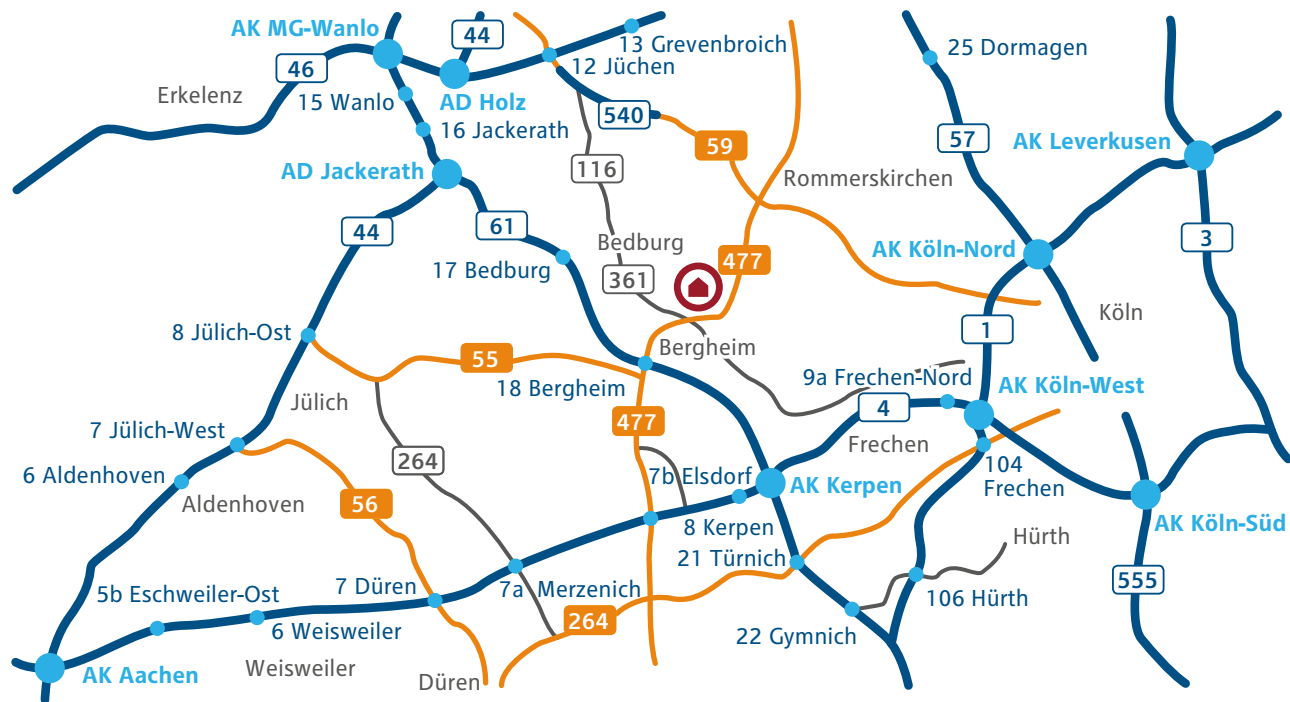 AK MG-Wanlo
44
13 Grevenbroich
25 Dormagen
12 Jüchen
46
Erkelenz
15 Wanlo
AD Holz
540
16 Jackerath
59
57
AK Leverkusen
AD Jackerath
116
Rommerskirchen
44
61
3
Bedburg
AK Köln-Nord
17 Bedburg
477
361
Köln
8 Jülich-Ost
1
Bergheim
55
18 Bergheim
9a Frechen-Nord
AK Köln-West
Jülich
4
477
7 Jülich-West
Frechen
264
6 Aldenhoven
7b Elsdorf
AK Kerpen
104
Frechen
Aldenhoven
56
8 Kerpen
AK Köln-Süd
Hürth
21 Türnich
555
5b Eschweiler-Ost
7 Düren
7a Merzenich
106 Hürth
264
6 Weisweiler
22 Gymnich
Weisweiler
AK Aachen
Düren